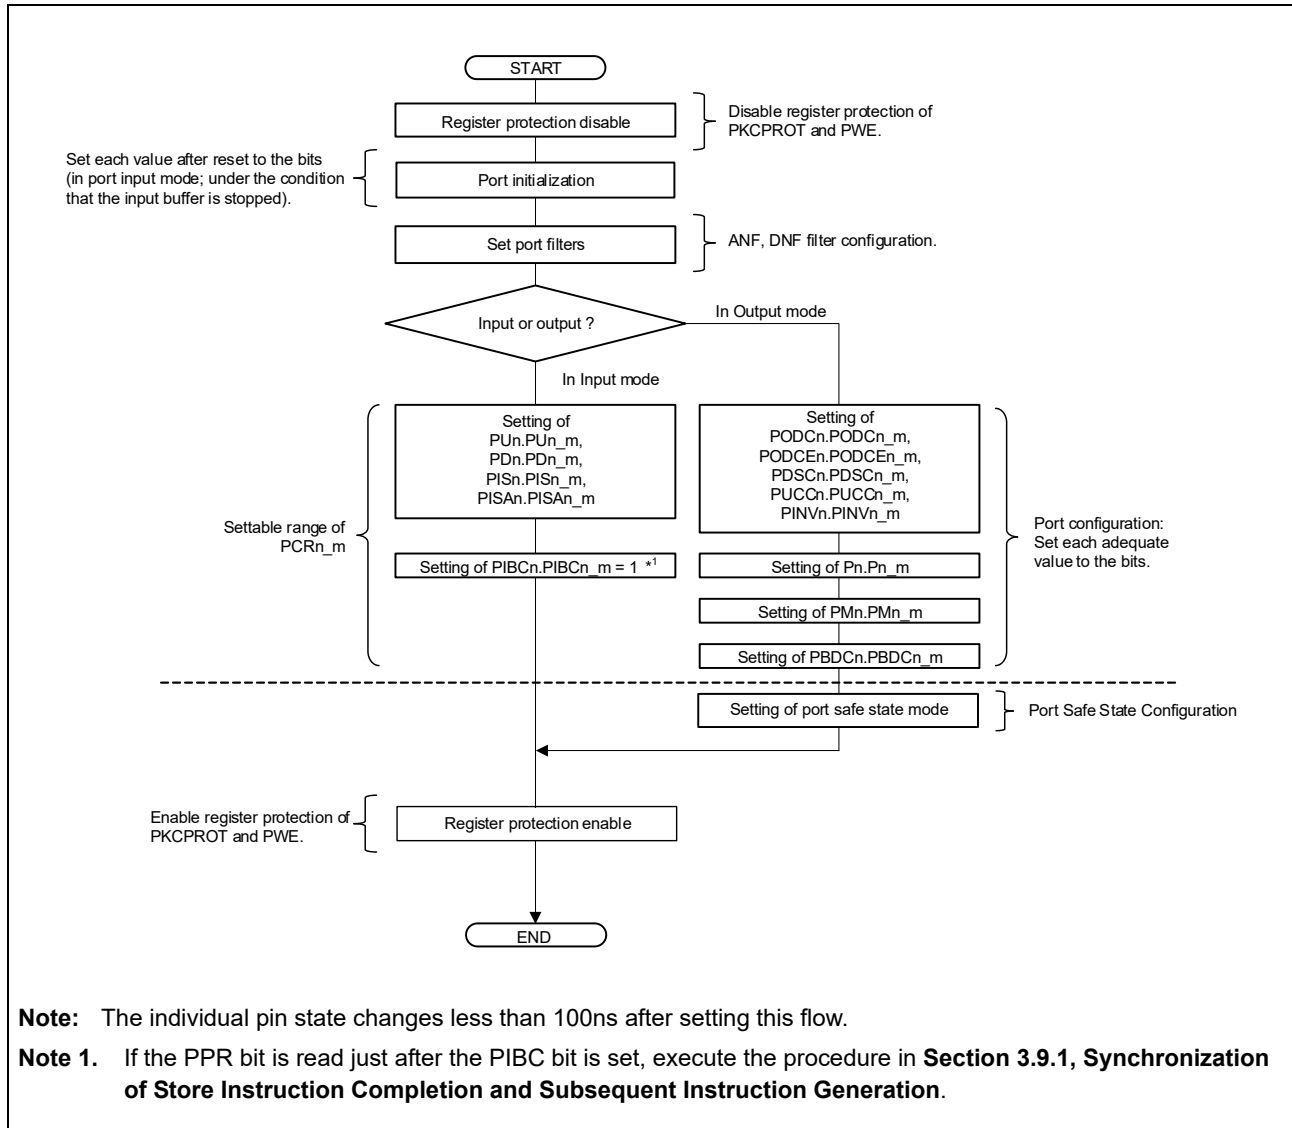 START
Register protection disable
Disable register protection of
PKCPROT and PWE.
Set each value after reset to the bits
(in port input mode; under the condition
that the input buffer is stopped).
Port initialization
Set port filters
ANF, DNF filter configuration.
Input or output ?
In Output mode
In Input mode
Setting of
PUn.PUn_m,
PDn.PDn_m,
PISn.PISn_m,
PISAn.PISAn_m
Setting of
PODCn.PODCn_m,
PODCEn.PODCEn_m,
PDSCn.PDSCn_m,
PUCCn.PUCCn_m,
PINVn.PINVn_m
Settable range of
PCRn_m
Port configuration:
Set each adequate
value to the bits.
Setting of PIBCn.PIBCn_m = 1 *1
Setting of Pn.Pn_m
Setting of PMn.PMn_m
Setting of PBDCn.PBDCn_m
Setting of port safe state mode
Port Safe State Configuration
Enable register protection of
PKCPROT and PWE.
Register protection enable
END
Note: The individual pin state changes less than 100ns after setting this flow.
Note 1. If the PPR bit is read just after the PIBC bit is set, execute the procedure in Section 3.9.1, Synchronization
of Store Instruction Completion and Subsequent Instruction Generation.